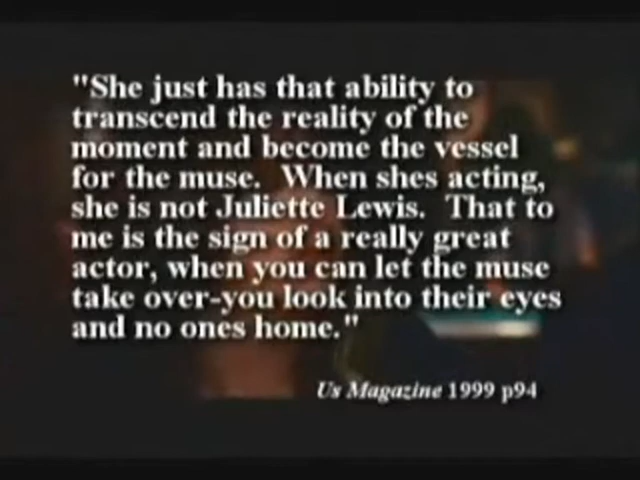 "She just has that ability to
transcend the reality of the
moment and become the vessel
for the muse.  When shes acting,
she is not Juliette Lewis.  That to
me is the sign of a really great
actor, when you can let the muse
take over-you look into their eyes
and no ones home."
Us Magazine 1999 p94